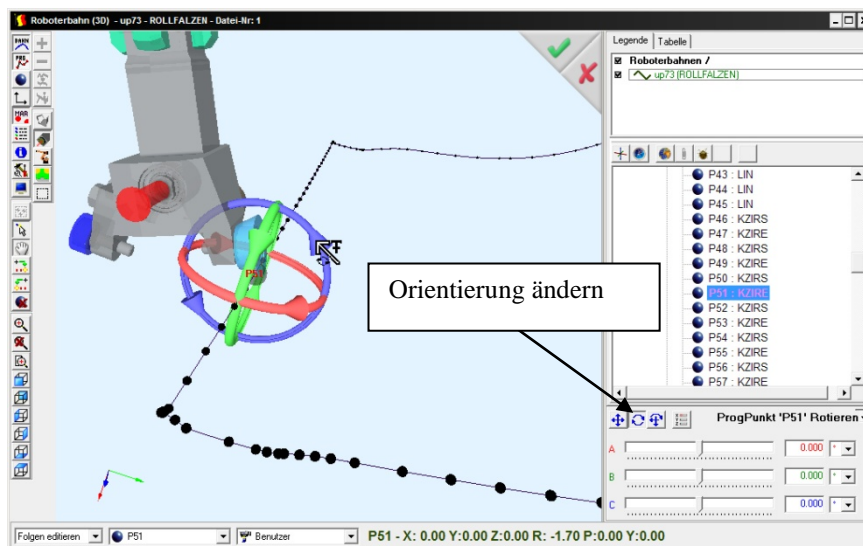 Roboterbahn (3D) - up73 - ROLLFALZEN - Datei-Nr: 1
Legende Tabelle
Roboterbahnen /
up73 (ROLLFALZEN)
P43 : LIN
P44 : LIN
P45 : LIN
P46 : KZIRS
P47 : KZIRE
P48 : KZIRS
P49 : KZIRE
P50 : KZIRS
P51 : KZIRE
P52 : KZIRS
P53 : KZIRE
P54 : KZIRS
P55 : KZIRE
P56 : KZIRS
P57 : KZIRE
P51
Orientierung ändern
ProgPunkt 'P51' Rotieren
A 0.000 °
B 0.000 °
C 0.000 °
Folgen editieren P51 Benutzer P51 - X: 0.00 Y:0.00 Z:0.00 R: -1.70 P:0.00 Y:0.00